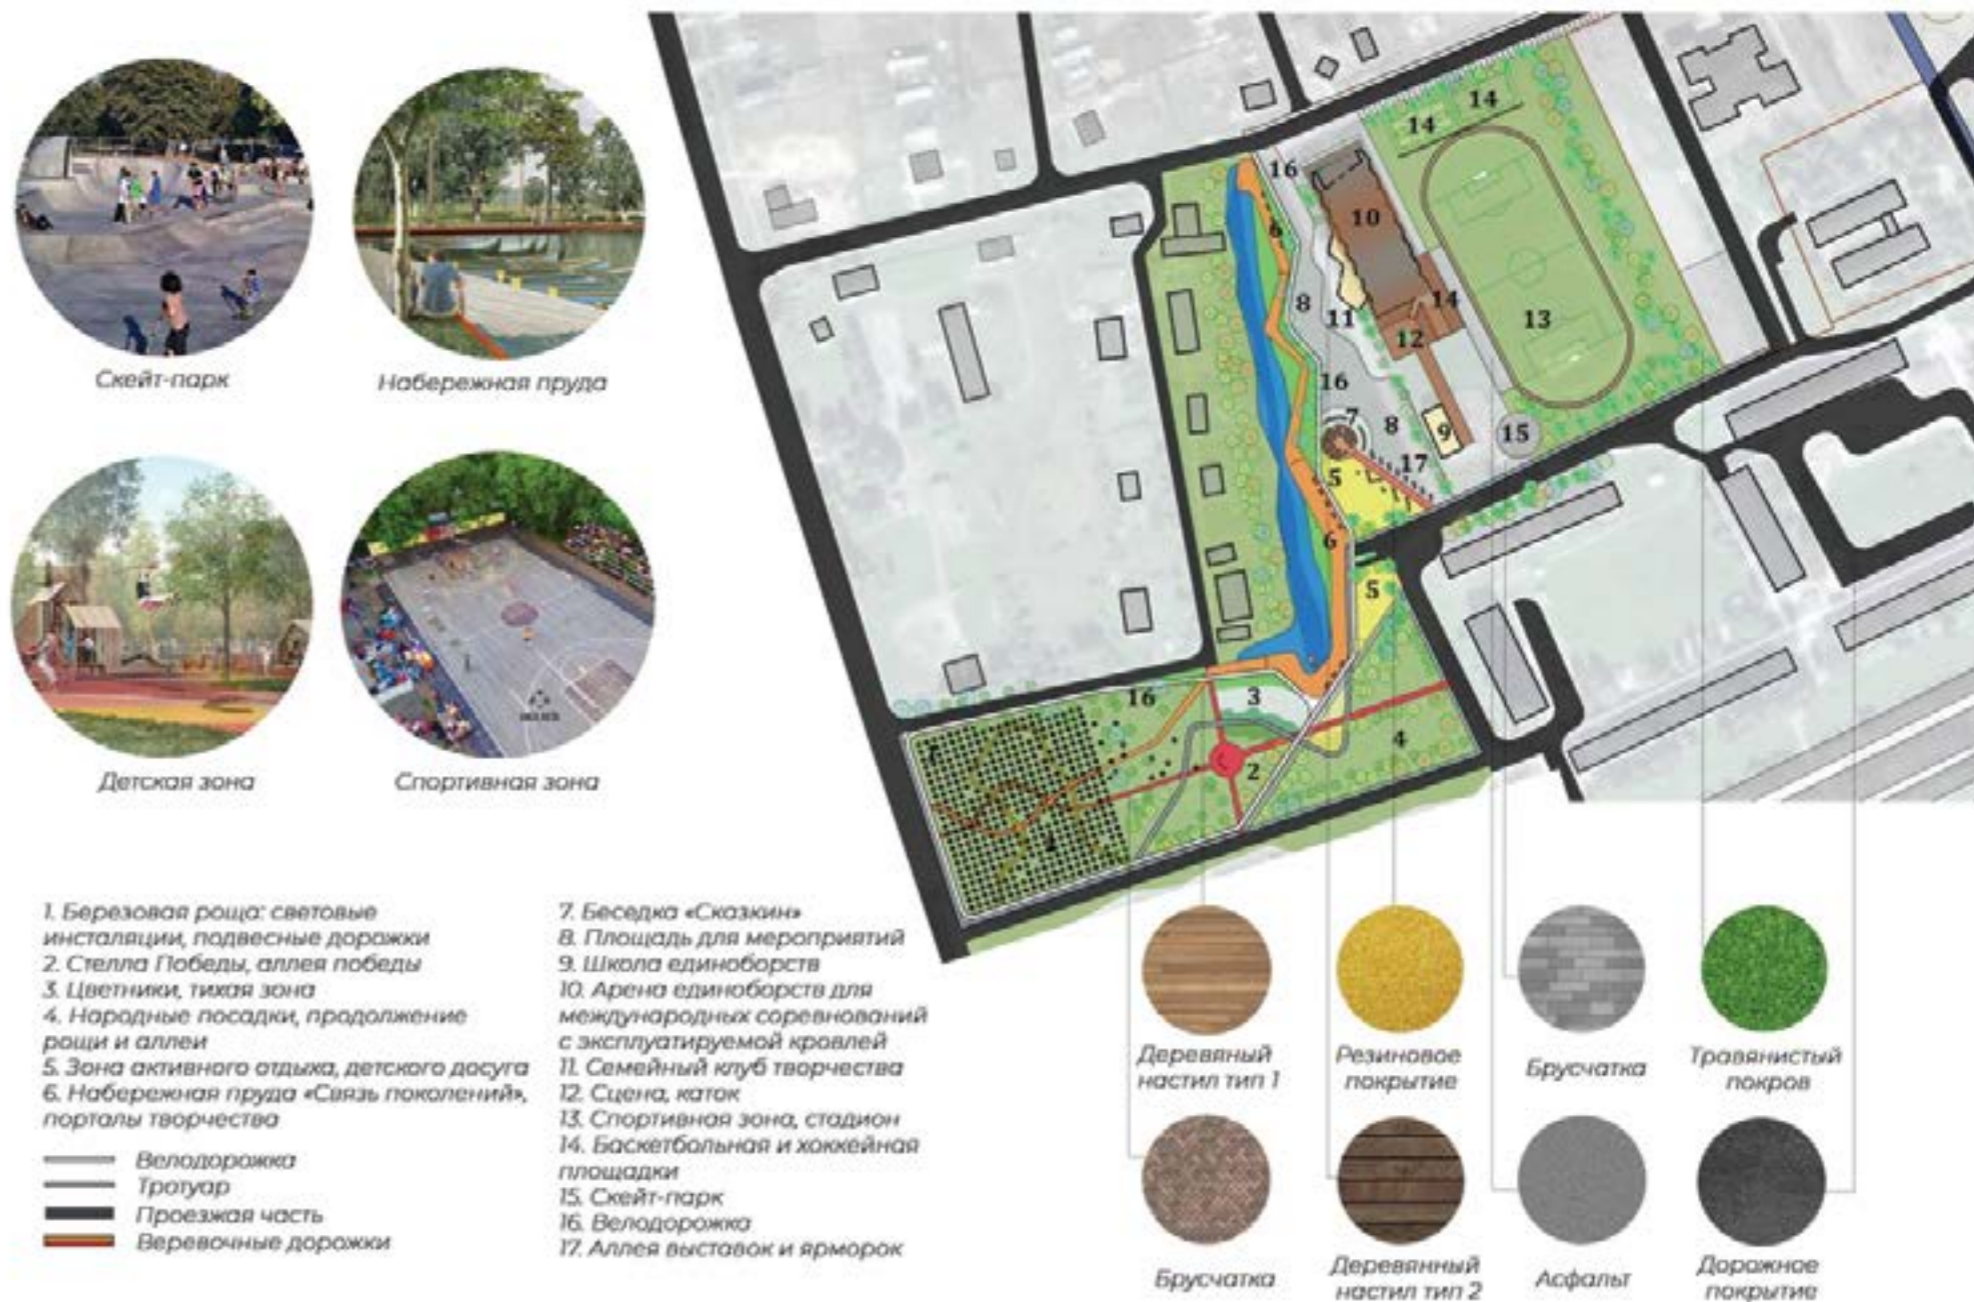 Скейт-парк
Набережная пруда
Детская зона
Спортивная зона
14
14
16
10
6
8
11
14
12
13
16
7
8
9
15
17
5
6
5
16
3
4
2
1
1. Березовая роща: световые
инсталяции, подвесные дорожки
2. Стелла Победы, аллея победы
3. Цветники, тихая зона
4. Народные посадки, продолжение
рощи и аллеи
5. Зона активного отдыха, детского досуга
6. Набережная пруда «Связь поколений»,
порталы творчества
Велодорожка
Тротуар
Проезжая часть
Веревочные дорожки
7. Беседка «Сказкин»
8. Площадь для мероприятий
9. Школа единоборств
10. Арена единоборств для
международных соревнований
с эксплуатируемой кровлей
11. Семейный клуб творчества
12. Сцена, каток
13. Спортивная зона, стадион
14. Баскетбольная и хоккейная
площадки
15. Скейт-парк
16. Велодорожка
17. Аллея выставок и ярморок
Деревяный
настил тип 1
Резиновое
покрытие
Брусчатка
Травянистый
покров
Брусчатка
Деревянный
настил тип 2
Асфальт
Дорожное
покрытие